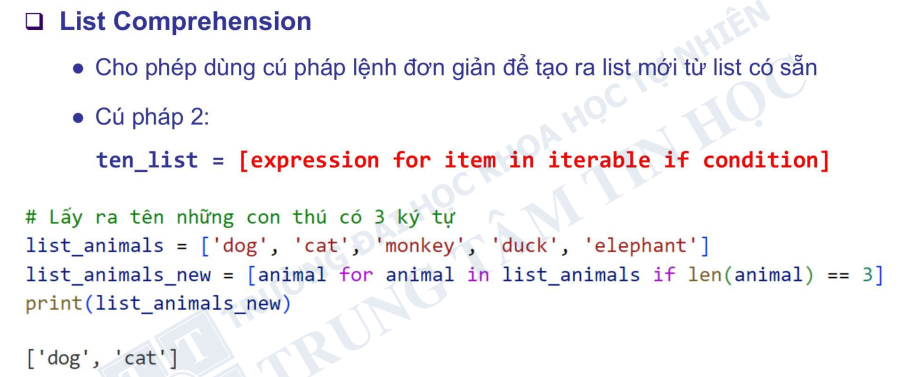 ❑ List Comprehension
● Cho phép dùng cú pháp lệnh đơn giản để tạo ra list mới từ list có sẵn
● Cú pháp 2:
ten_list = [expression for item in iterable if condition]
# Lấy ra tên những con thú có 3 ký tự
list_animals = ['dog', 'cat', 'monkey', 'duck', 'elephant']
list_animals_new = [animal for animal in list_animals if len(animal) == 3]
print(list_animals_new)
['dog', 'cat']
TRƯỜNG ĐẠI HỌC KHOA HỌC TỰ NHIÊN
TRUNG TÂM TIN HỌC